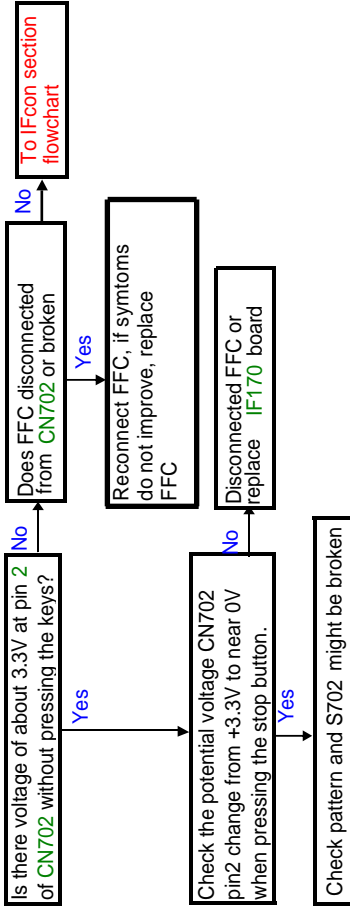 Is there voltage of about 3.3V at pin 2
of CN702 without pressing the keys?
No
Does FFC disconnected
from CN702 or broken
No
To IFcon section
flowchart
Yes
Yes
Reconnect FFC, if symtoms
do not improve, replace
FFC
Check the potential voltage CN702
pin2 change from +3.3V to near 0V
when pressing the stop button.
No
Disconnected FFC or
replace IF170 board
Yes
Check pattern and S702 might be broken